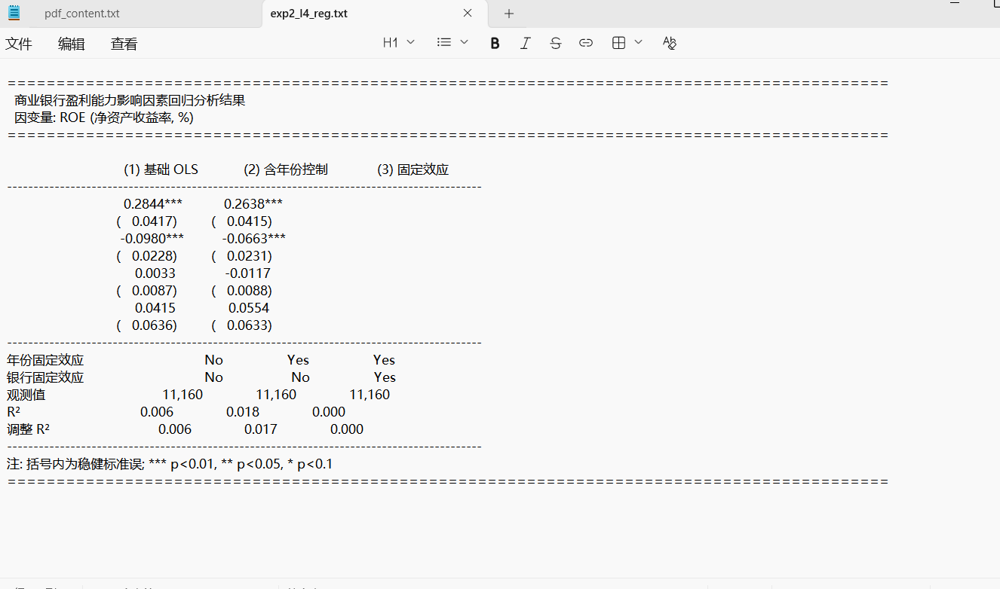 pdf_content.txt
exp2_l4_reg.txt
文件 编辑 查看
H1 B I S
==========================================================================================
商业银行盈利能力影响因素回归分析结果
因变量: ROE (净资产收益率, %)
==========================================================================================
(1) 基础 OLS (2) 含年份控制 (3) 固定效应
------------------------------------------------------------------------------------------
0.2844*** 0.2638***
( 0.0417) ( 0.0415)
-0.0980*** -0.0663***
( 0.0228) ( 0.0231)
0.0033 -0.0117
( 0.0087) ( 0.0088)
0.0415 0.0554
( 0.0636) ( 0.0633)
------------------------------------------------------------------------------------------
年份固定效应 No Yes Yes
银行固定效应 No No Yes
观测值 11,160 11,160 11,160
R² 0.006 0.018 0.000
调整 R² 0.006 0.017 0.000
------------------------------------------------------------------------------------------
注: 括号内为稳健标准误; *** p<0.01, ** p<0.05, * p<0.1
==========================================================================================